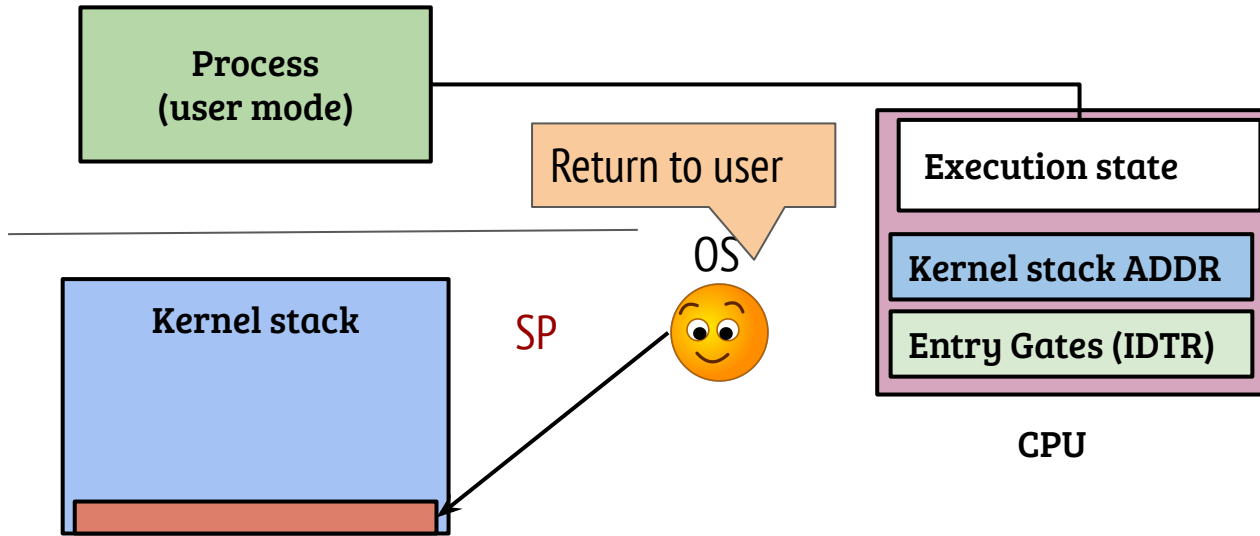 Process
(user mode)
Return to user
Execution state
OS
Kernel stack ADDR
Kernel stack
SP
Entry Gates (IDTR)
CPU